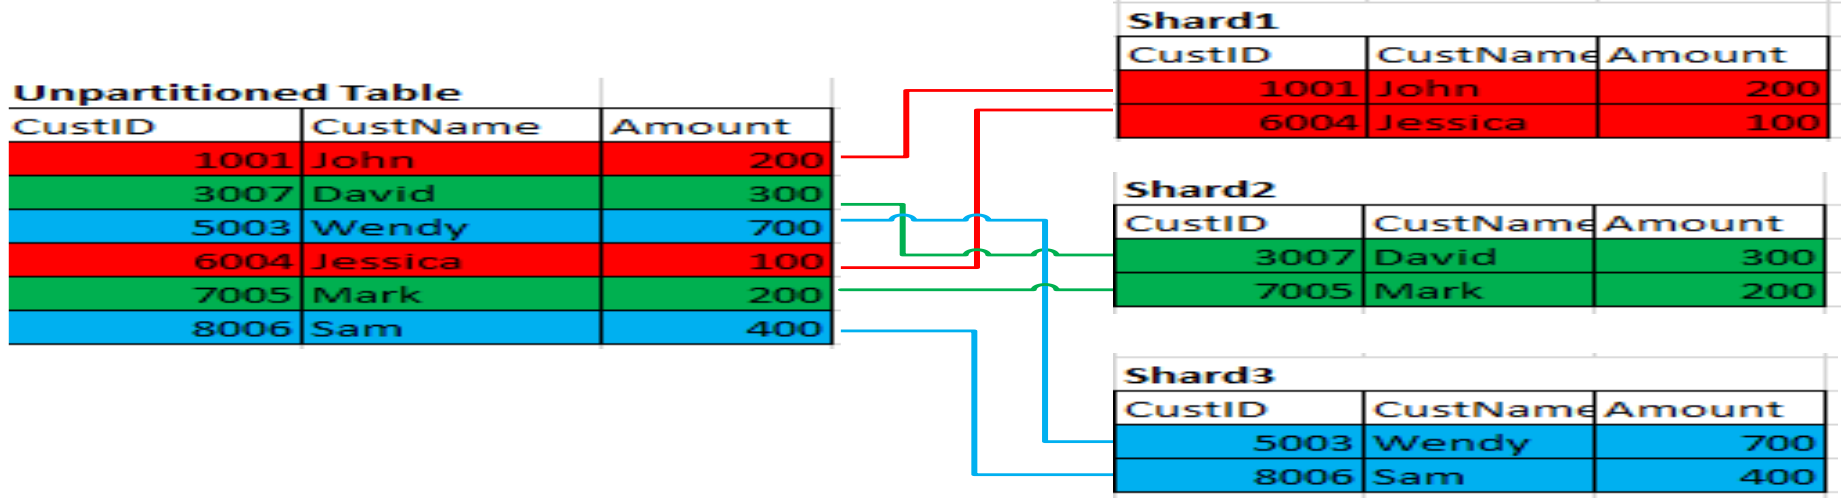 Unpartitioned Table
CustID CustName Amount
1001 John 200
3007 David 300
5003 Wendy 700
6004 Jessica 100
7005 Mark 200
8006 Sam 400
Shard1
CustID CustName Amount
1001 John 200
6004 Jessica 100
Shard2
CustID CustName Amount
3007 David 300
7005 Mark 200
Shard3
CustID CustName Amount
5003 Wendy 700
8006 Sam 400